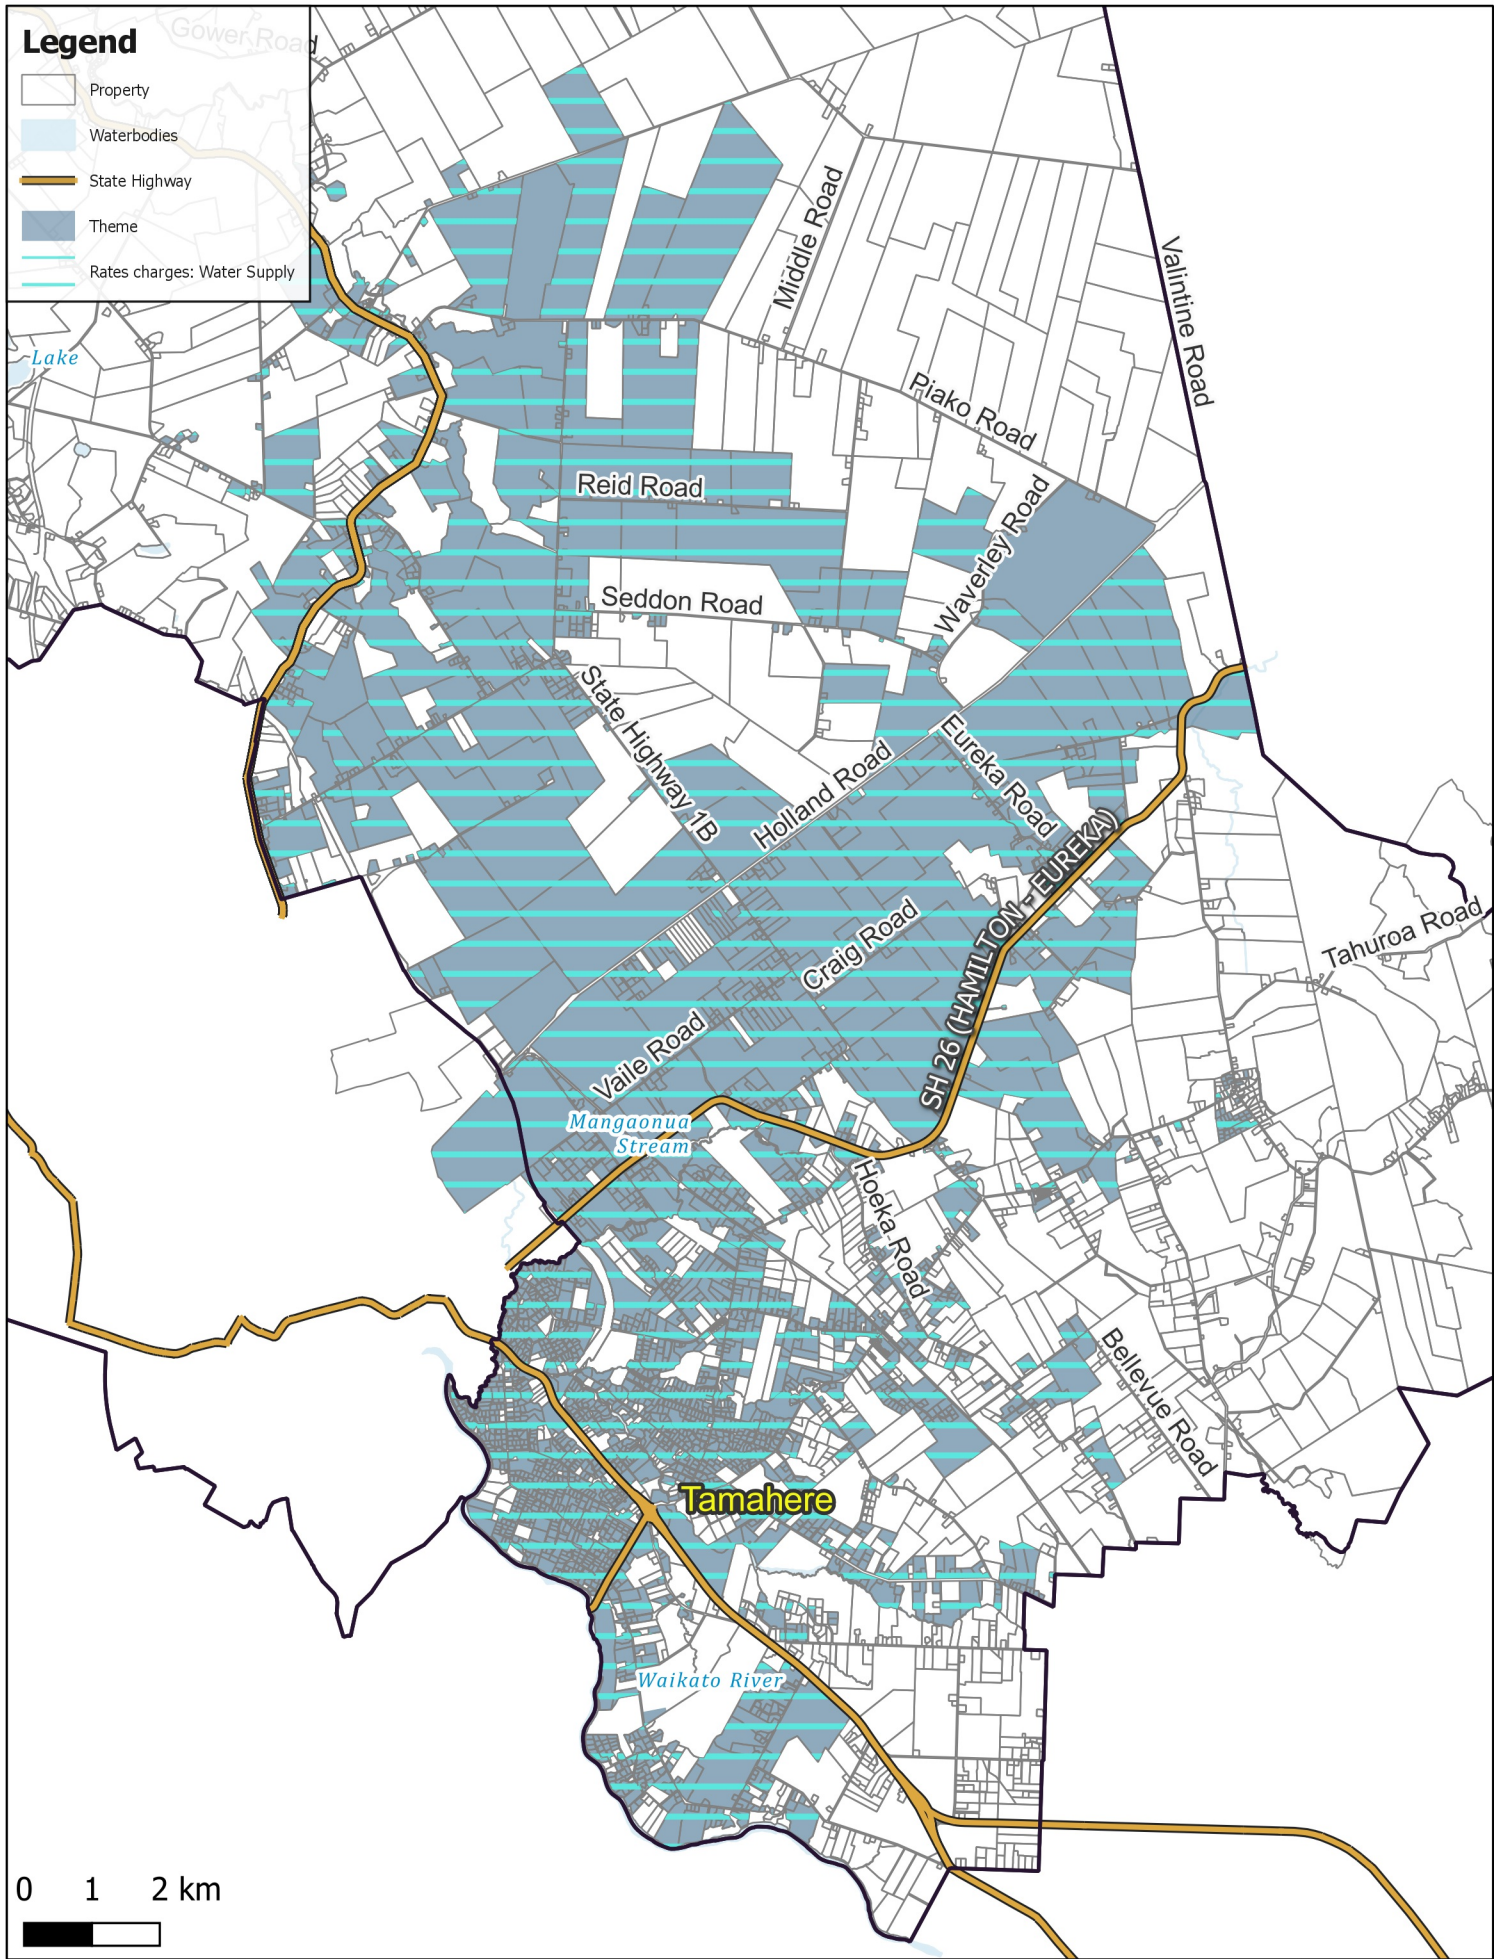 Legend
Gower Road
Property
Waterbodies
State Highway
Theme
Rates charges: Water Supply
Lake
Middle Road
Valintine Road
Piako Road
Reid Road
Waverley Road
Seddon Road
State Highway 1B
Eureka Road
Holland Road
SH 26 (HAMILTON - EUREKA)
Craig Road
Tahuroa Road
Vaile Road
Mangaonua
Stream
Hoeka Road
Bellevue Road
Tamahere
Waikato River
0 1 2 km